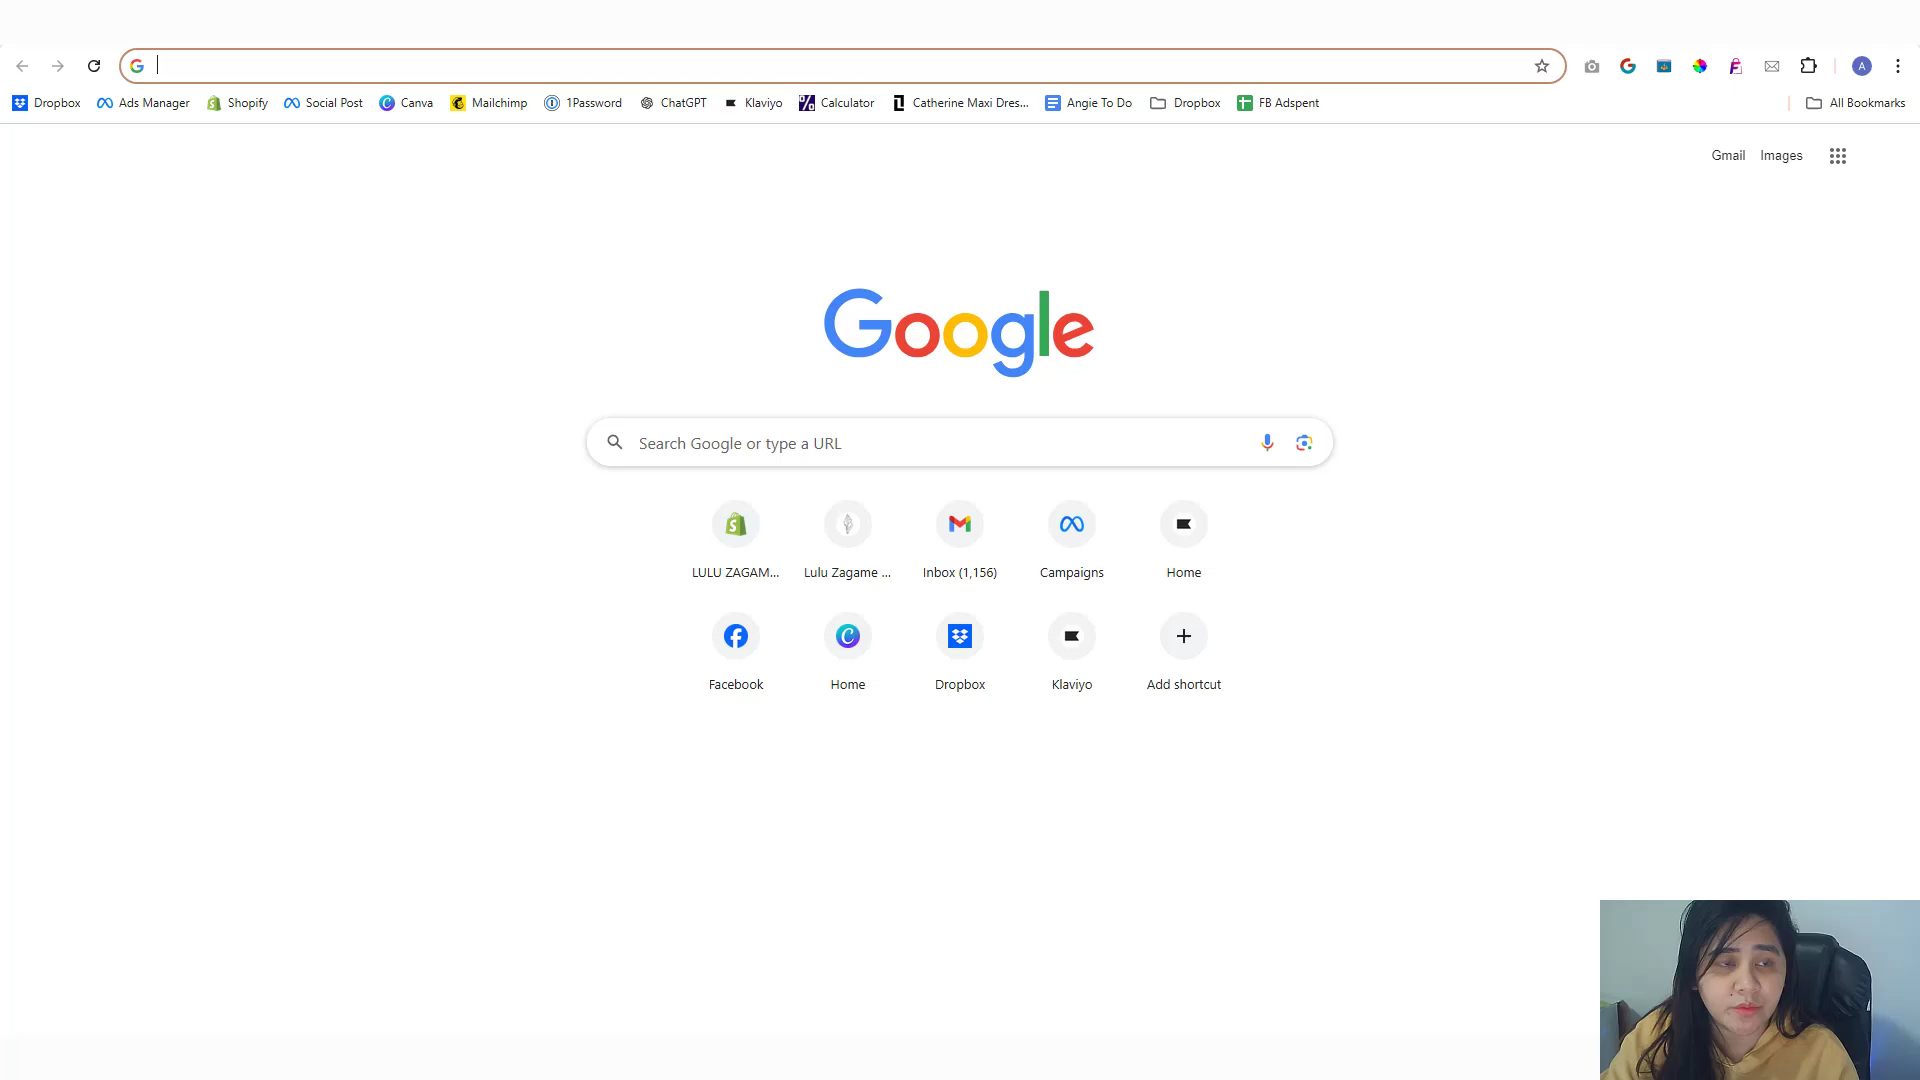 Dropbox Ads Manager Shopify Social Post Canva Mailchimp 1Password ChatGPT Klaviyo Calculator Catherine Maxi Dres... Angie To Do Dropbox FB Adspent All Bookmarks
A
Gmail Images
Google
Search Google or type a URL
LULU ZAGAM... Lulu Zagame ... Inbox (1,156) Campaigns Home
Facebook Home Dropbox Klaviyo Add shortcut